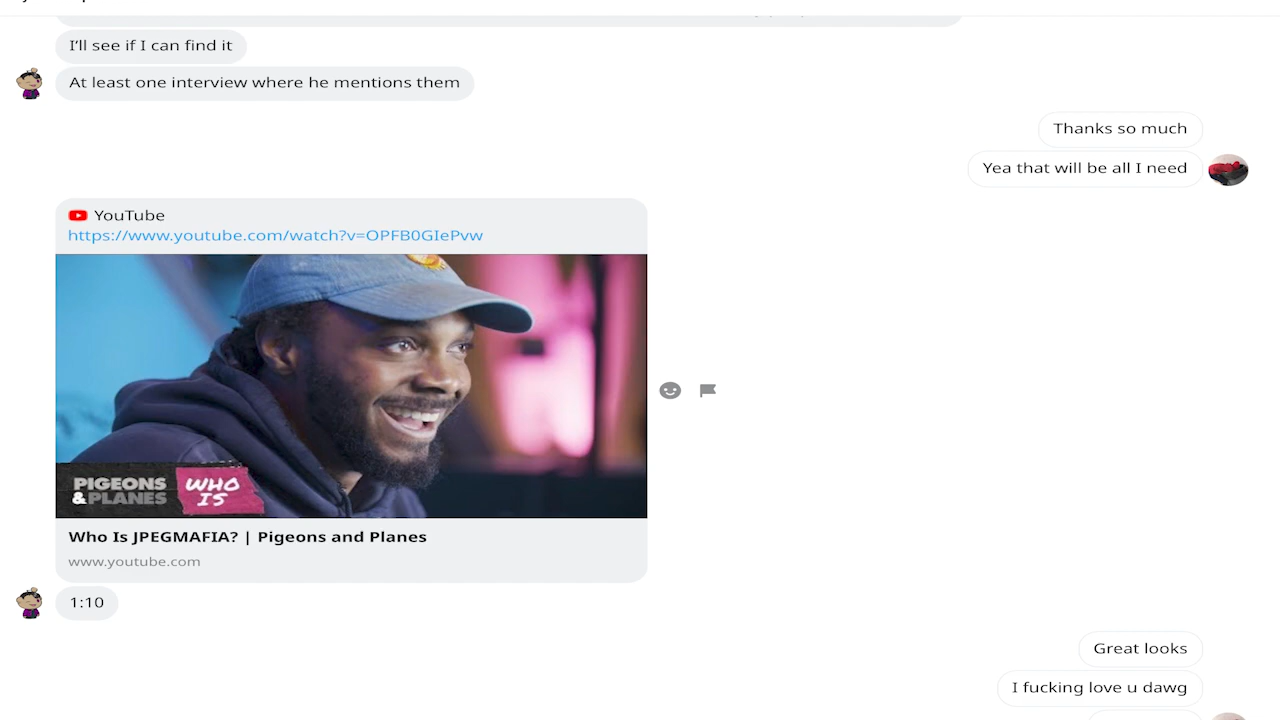 I'll see if I can find it
At least one interview where he mentions them
Thanks so much
Yea that will be all I need
YouTube
https://www.youtube.com/watch?v=OPFB0GIePvw
PIGEONS
&PLANES
WHO
IS
Who Is JPEGMAFIA? | Pigeons and Planes
www.youtube.com
1:10
Great looks
I fucking love u dawg